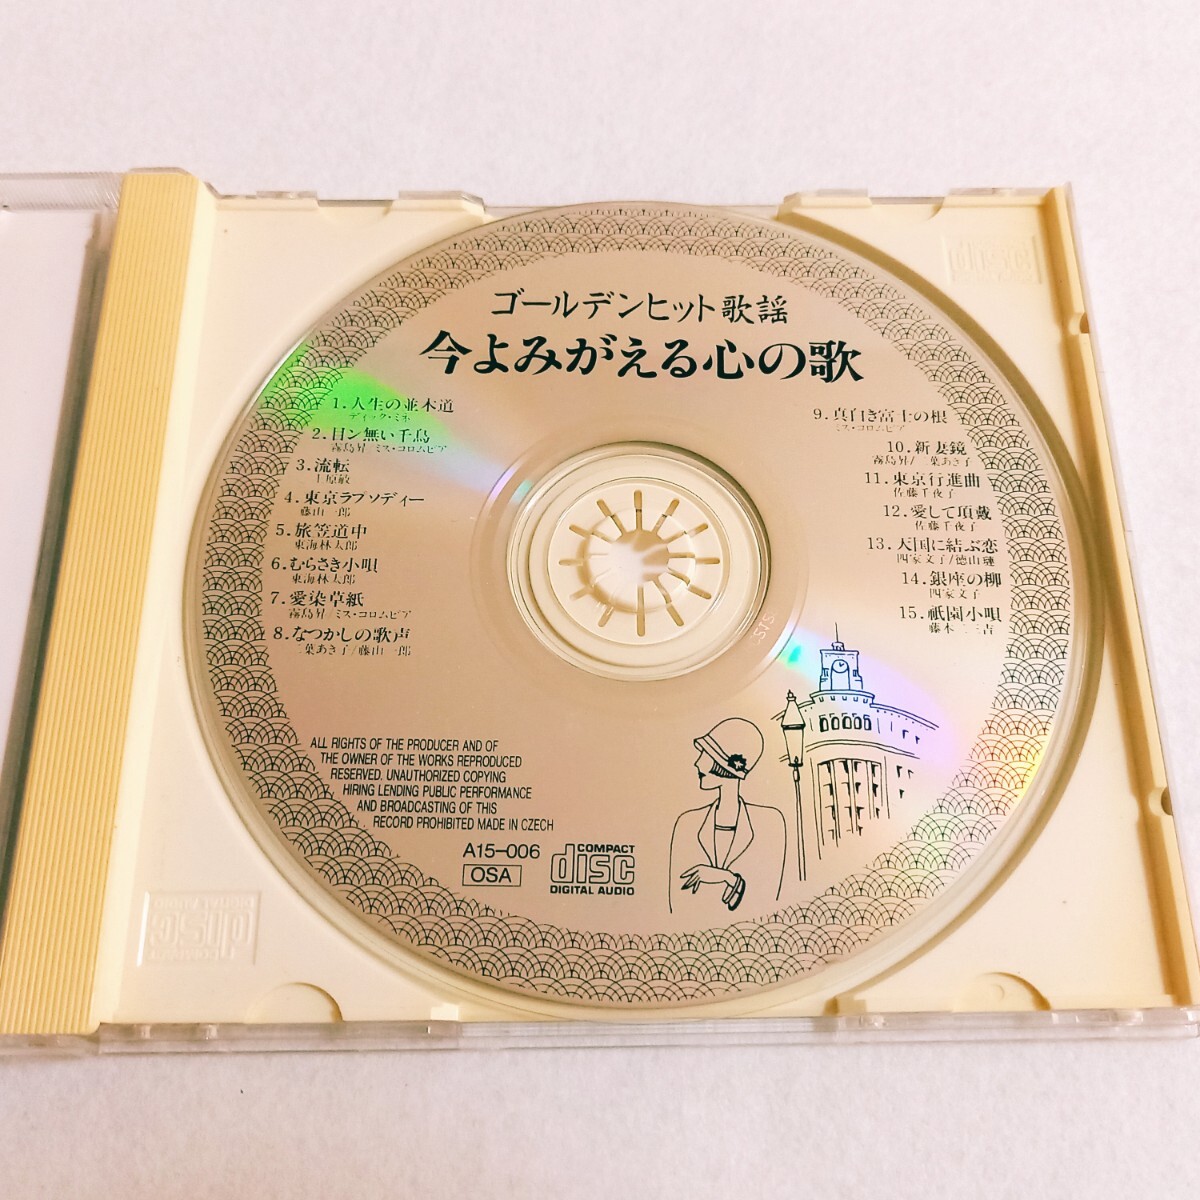 ゴールデンヒット歌謡
今よみがえる心の歌
1.人生の並木道
ディック・ミネ
2.目ン無い千鳥
霧島昇/ミス・コロムビア
3.流転
上原敏
4.東京ラプソディー
藤山一郎
5.旅笠道中
東海林太郎
6.むらさき小唄
東海林太郎
7.愛染草紙
霧島昇/ミス・コロムビア
8.なつかしの歌声
二葉あき子/藤山一郎
9.真白き富士の根
ミス・コロムビア
10.新妻鏡
霧島昇/二葉あき子
11.東京行進曲
佐藤千夜子
12.愛して頂戴
佐藤千夜子
13.天国に結ぶ恋
四家文子/徳山璉
14.銀座の柳
四家文子
15.祇園小唄
藤本二三吉
ALL RIGHTS OF THE PRODUCER AND OF
THE OWNER OF THE WORKS REPRODUCED
RESERVED. UNAUTHORIZED COPYING
HIRING LENDING PUBLIC PERFORMANCE
AND BROADCASTING OF THIS
RECORD PROHIBITED MADE IN CZECH
A15-006
OSA
COMPACT
disc
DIGITAL AUDIO
disc
COMPACT
disc
DIGITAL AUDIO